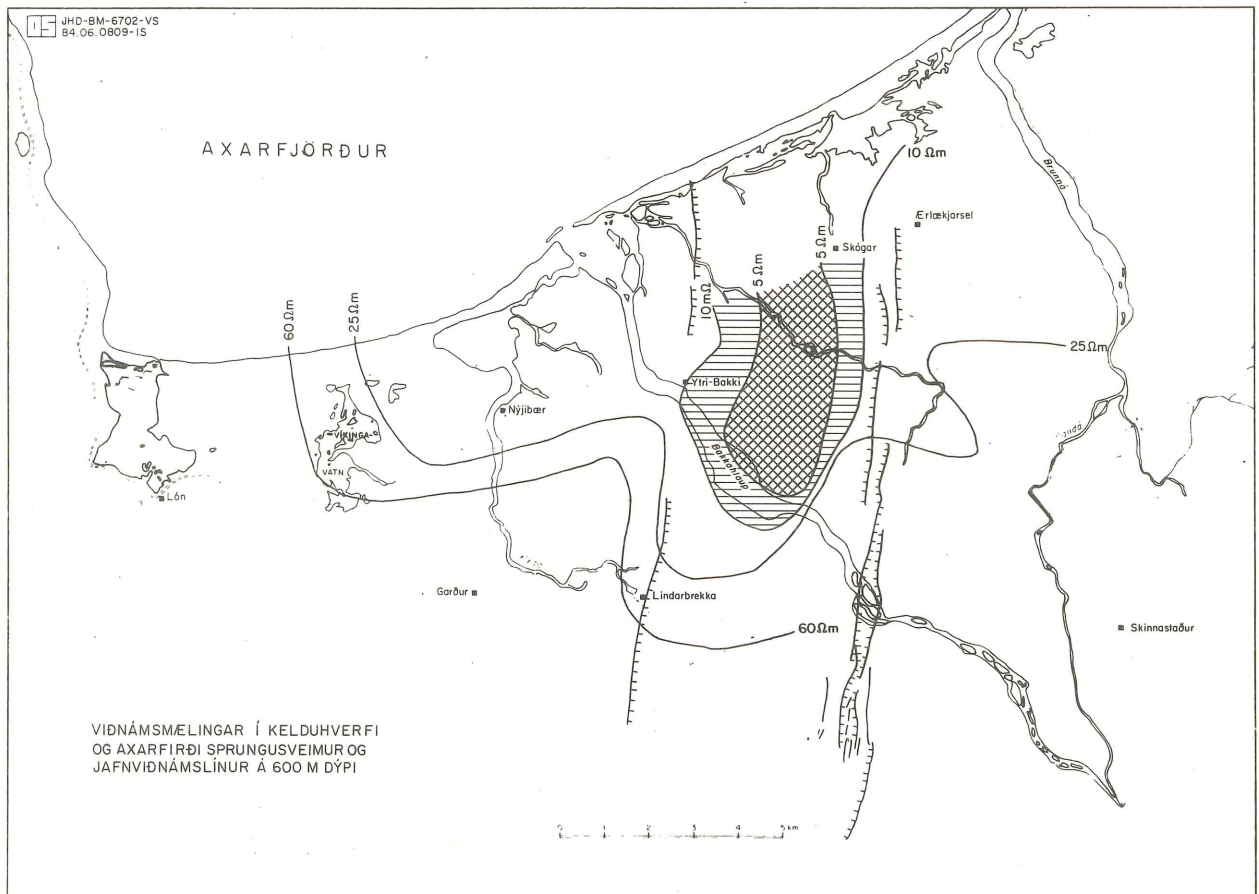 JHD-BM-6702-VS
84.06.0809-IS
AXARFJÖRÐUR
10 Ωm
Brunná
Ærlækjarsel
Skógar
5 Ωm
5 Ωm
10 mΩ
60 Ωm
25 Ωm
25 Ωm
Ytri-Bakki
Nýjibær
VÍKINGA-
VATN
Bakkahlaup
Lón
Garður
Lindarbrekka
60 Ωm
Skinnastaður
VIÐNÁMSMÆLINGAR Í KELDUHVERFI
OG AXARFIRÐI SPRUNGUSVEIMUR OG
JAFNVIÐNÁMSLÍNUR Á 600 M DÝPI
0 1 2 3 4 5 km